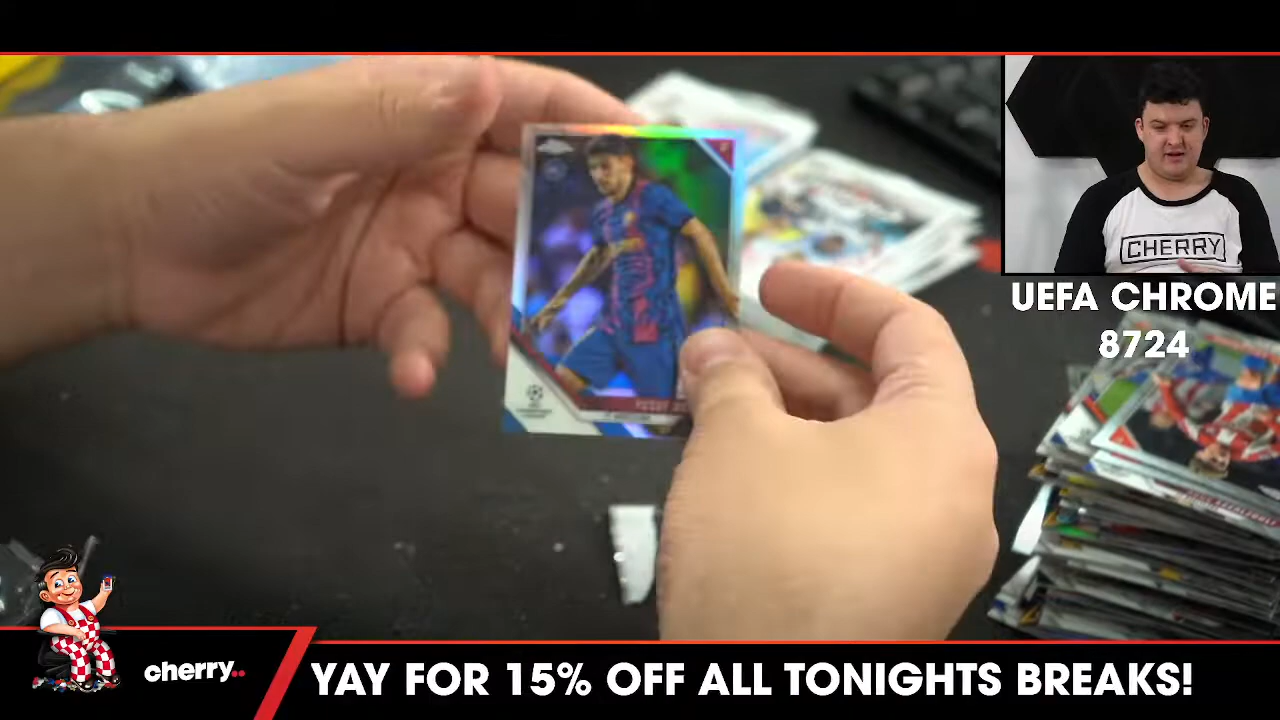 CHERRY
UEFA CHROME
8724
cherry..
YAY FOR 15% OFF ALL TONIGHTS BREAKS!